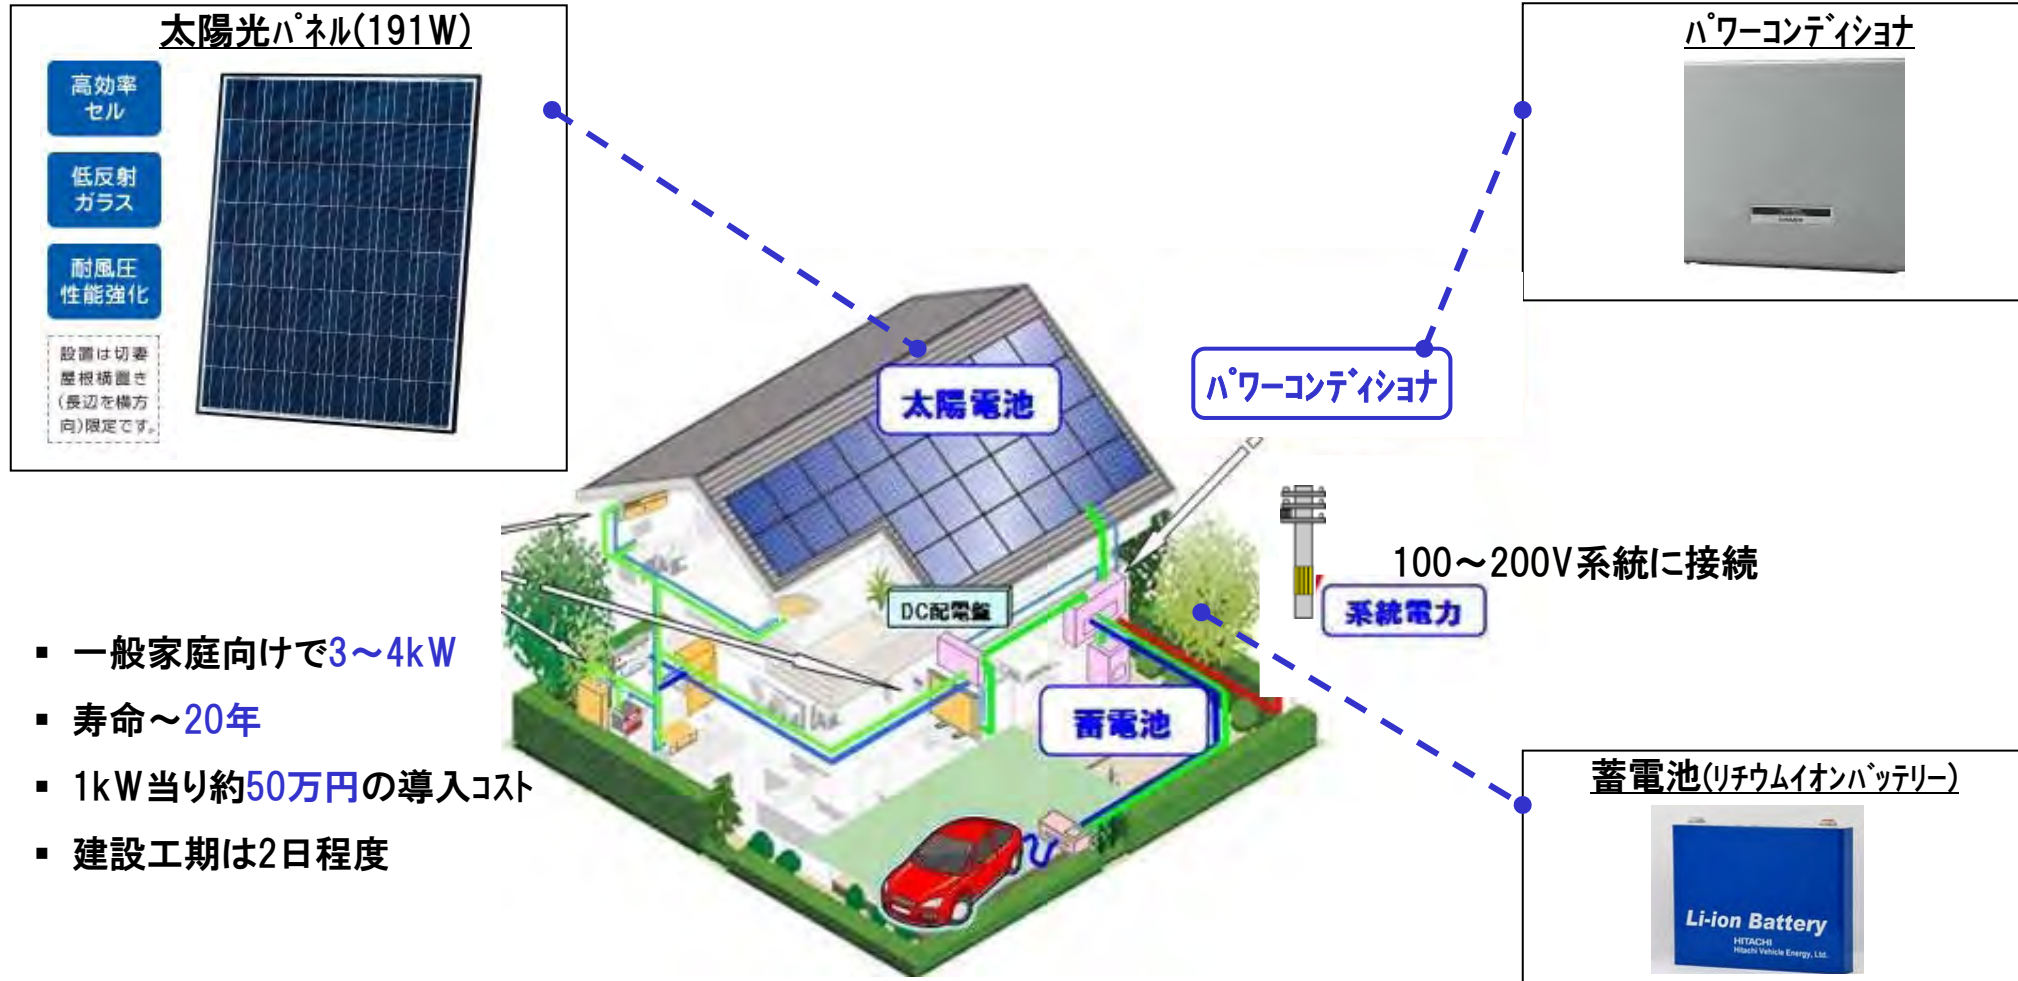 太陽光ﾊﾟﾈﾙ(191W)
高効率
セル
低反射
ガラス
耐風圧
性能強化
設置は切妻
屋根横置き
(長辺を横方
向)限定です。
ﾊﾟﾜーｺﾝﾃﾞｨｼｮﾅ
太陽電池
ﾊﾟﾜーｺﾝﾃﾞｨｼｮﾅ
100～200V系統に接続
系統電力
DC配電盤
蓄電池
▪ 一般家庭向けで3～4kW
▪ 寿命～20年
▪ 1kW当り約50万円の導入ｺｽﾄ
▪ 建設工期は2日程度
蓄電池(ﾘﾁｳﾑｲｵﾝﾊﾞｯﾃﾘー)
Li-ion Battery
HITACHI
Hitachi Vehicle Energy, Ltd.